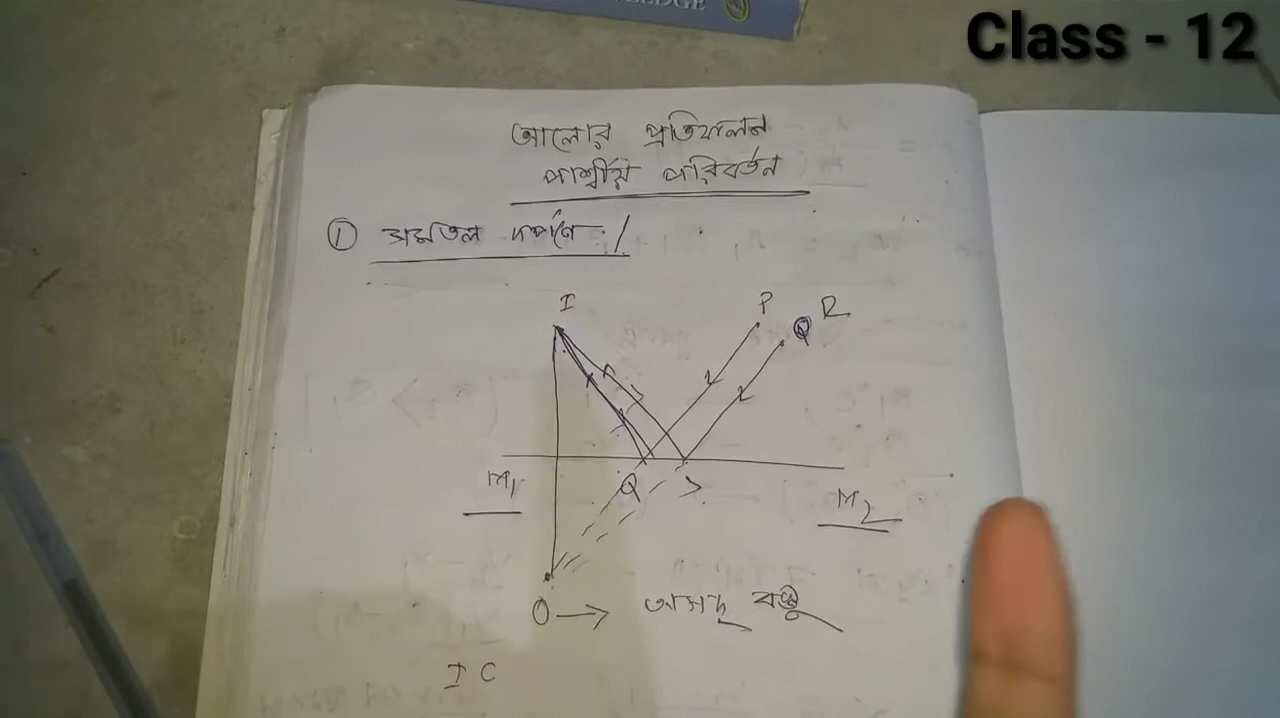 Class - 12
আলোর প্রতিফলন
পার্শ্বীয় পরিবর্তন
① সমতল দর্পণে /
I P R
M₁ Q S M₂
O → অসদ্ বস্তু
I C